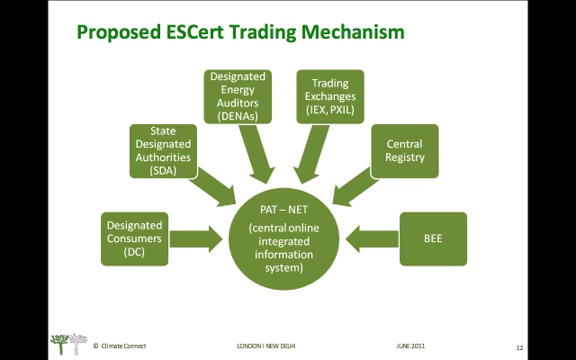 Proposed ESCert Trading Mechanism
Designated
Energy
Auditors
(DENAs)
Trading
Exchanges
(IEX, PXIL)
State
Designated
Authorities
(SDA)
Central
Registry
Designated
Consumers
(DC)
PAT – NET
(central online
integrated
information
system)
BEE
© Climate Connect
LONDON I NEW DELHI
JUNE 2011
12